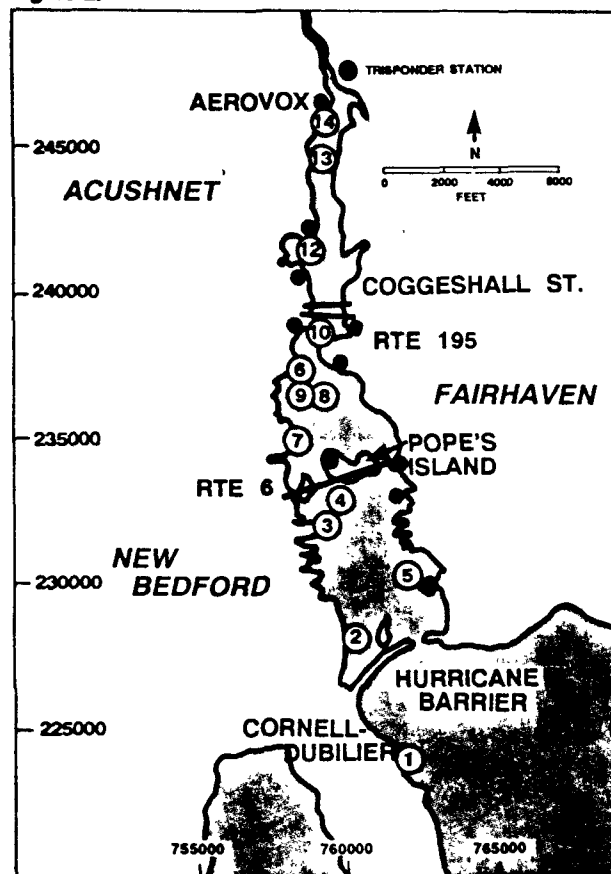 TRISPONDER STATION
AEROVOX
14
245000
13
N
0 2000 4000 6000
FEET
ACUSHNET
12
240000
COGGESHALL ST.
10
RTE 195
6
9 8
FAIRHAVEN
235000
7
POPE'S
ISLAND
RTE 6
4
3
NEW
BEDFORD
230000
5
2
HURRICANE
BARRIER
225000
CORNELL-
DUBILIER
1
755000 760000 765000